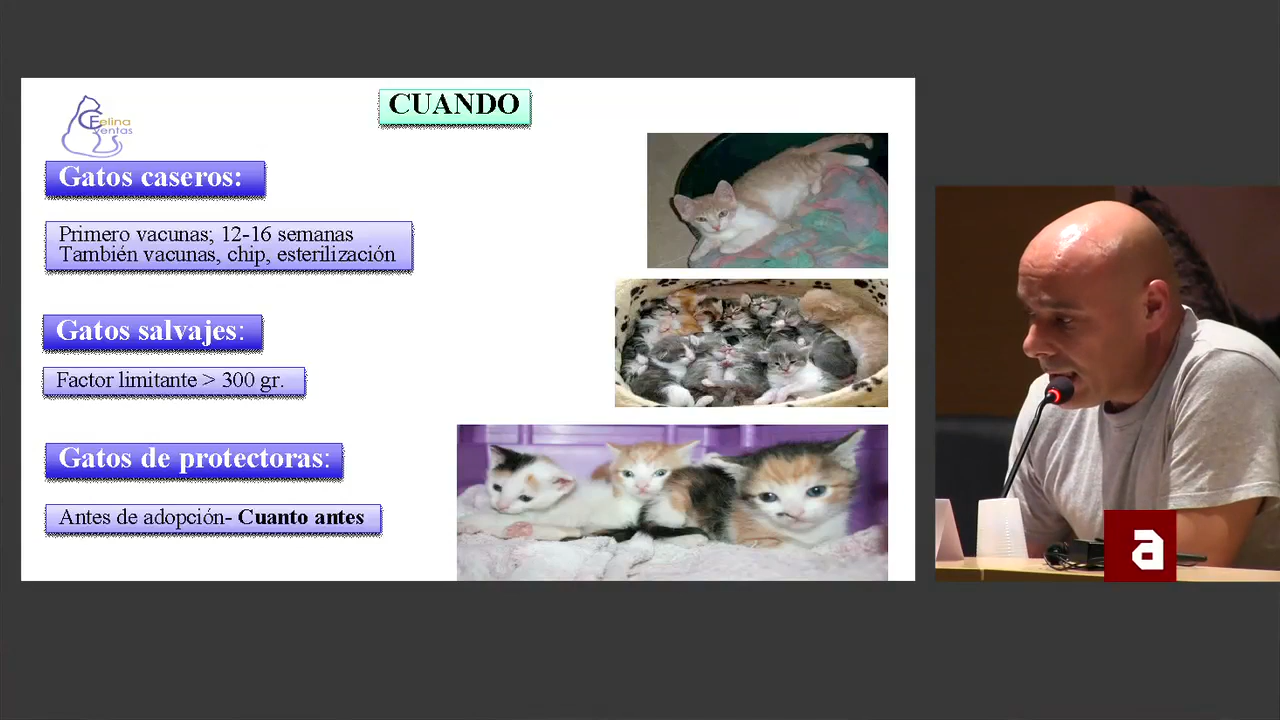 CUANDO
Felina
Ventas
Gatos caseros:
Primero vacunas; 12-16 semanas
También vacunas, chip, esterilización
Gatos salvajes:
Factor limitante > 300 gr.
Gatos de protectoras:
Antes de adopción- Cuanto antes
a